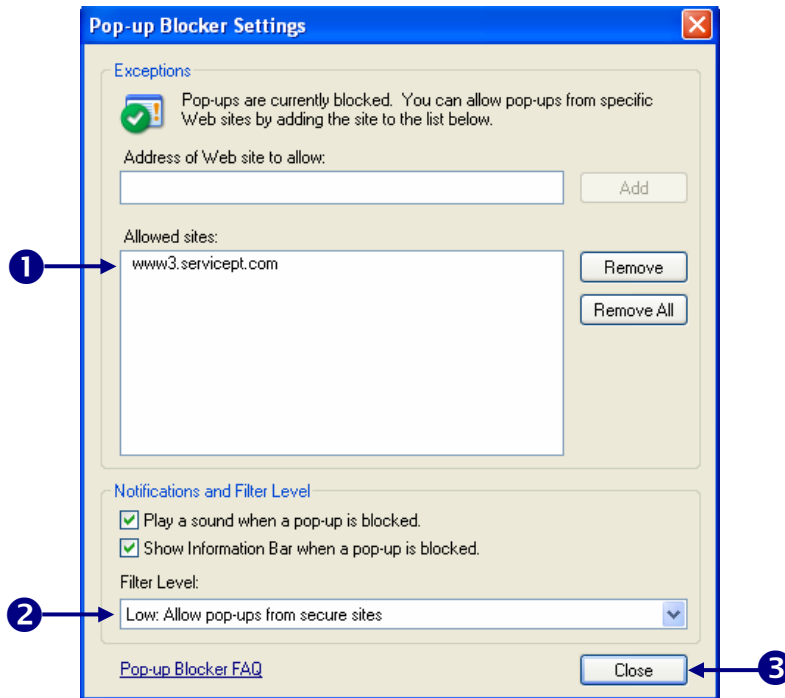 Pop-up Blocker Settings
Exceptions
Pop-ups are currently blocked. You can allow pop-ups from specific
Web sites by adding the site to the list below.
Address of Web site to allow:
Add
Allowed sites:
1 www3.servicept.com
Remove
Remove All
Notifications and Filter Level
Play a sound when a pop-up is blocked.
Show Information Bar when a pop-up is blocked.
Filter Level:
2 Low: Allow pop-ups from secure sites
Pop-up Blocker FAQ
Close 3